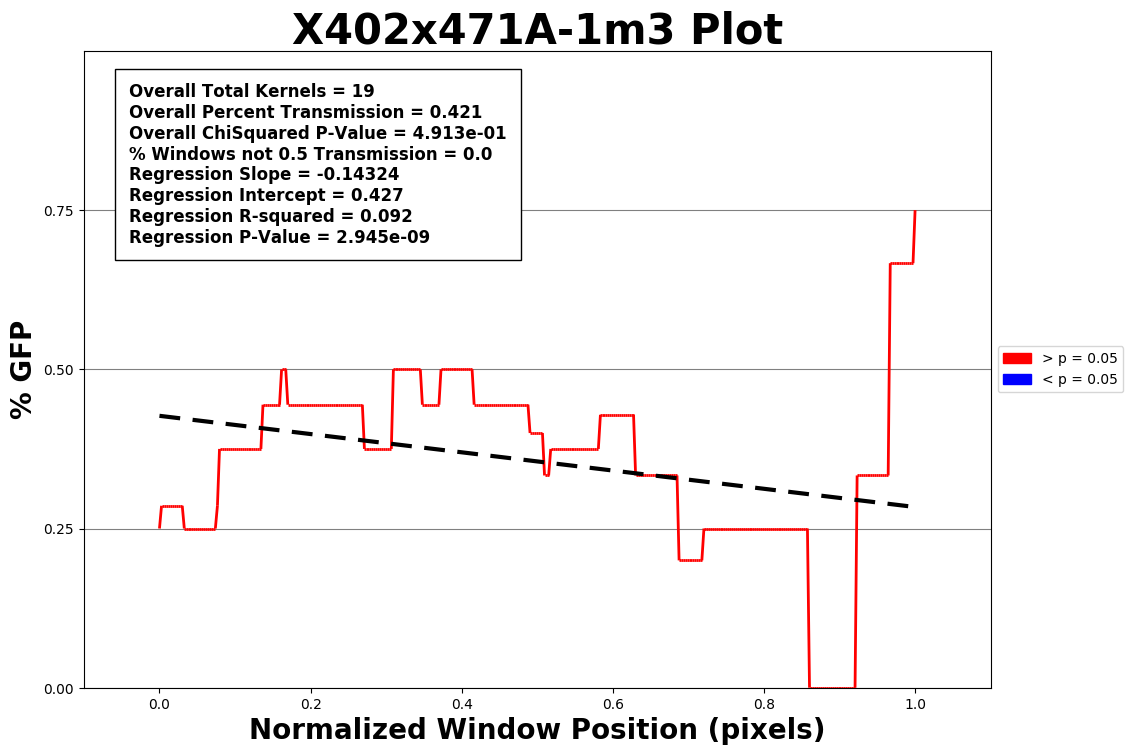 X402x471A-1m3 Plot
Overall Total Kernels = 19
Overall Percent Transmission = 0.421
Overall ChiSquared P-Value = 4.913e-01
% Windows not 0.5 Transmission = 0.0
Regression Slope = -0.14324
Regression Intercept = 0.427
Regression R-squared = 0.092
Regression P-Value = 2.945e-09
% GFP
0.75
0.50
0.25
0.00
> p = 0.05
< p = 0.05
0.0 0.2 0.4 0.6 0.8 1.0
Normalized Window Position (pixels)